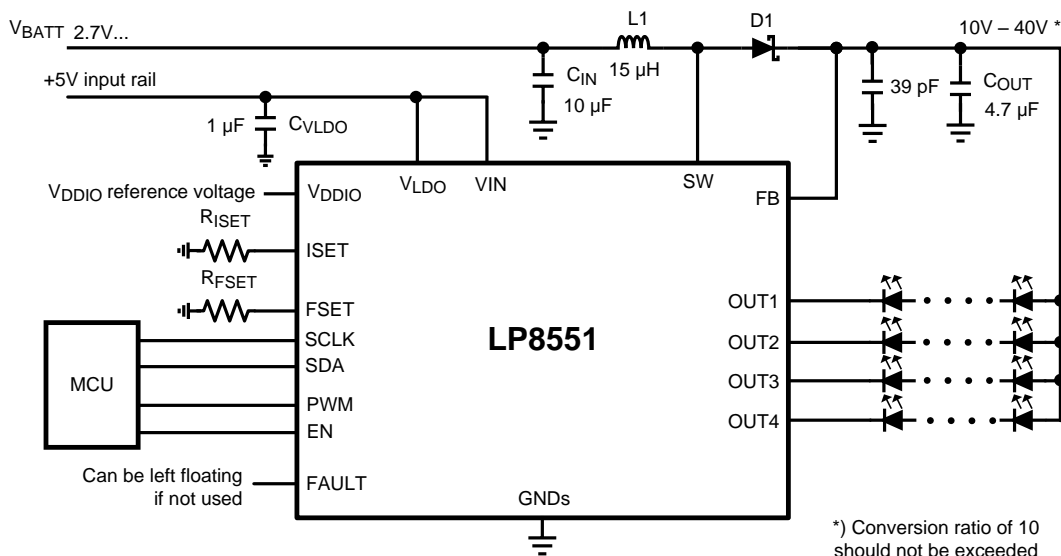 VBATT 2.7V...
L1
D1
10V – 40V *
15 µH
CIN
10 µF
39 pF
COUT
4.7 µF
+5V input rail
1 µF
CVLDO
VDDIO reference voltage
VDDIO
VLDO
VIN
SW
FB
RISET
ISET
RFSET
FSET
SCLK
SDA
MCU
PWM
EN
LP8551
OUT1
OUT2
OUT3
OUT4
Can be left floating
if not used
FAULT
GNDs
*) Conversion ratio of 10
should not be exceeded